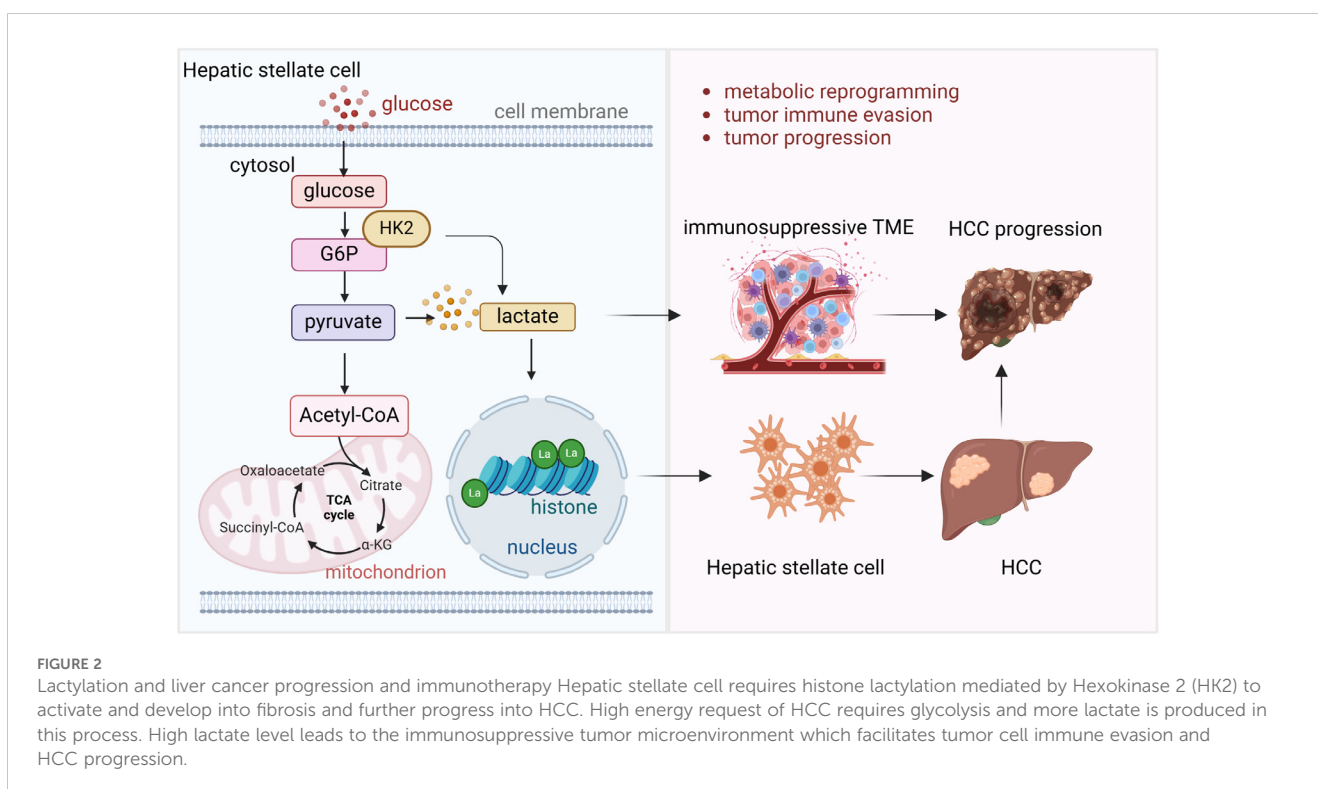 Hepatic stellate cell
glucose
cell membrane
cytosol
glucose
HK2
G6P
pyruvate
lactate
Acetyl-CoA
Oxaloacetate
Citrate
TCA
cycle
Succinyl-CoA
α-KG
mitochondrion
La
La
La
histone
nucleus
• metabolic reprogramming
• tumor immune evasion
• tumor progression
immunosuppressive TME
HCC progression
Hepatic stellate cell
HCC
FIGURE 2
Lactylation and liver cancer progression and immunotherapy Hepatic stellate cell requires histone lactylation mediated by Hexokinase 2 (HK2) to
activate and develop into fibrosis and further progress into HCC. High energy request of HCC requires glycolysis and more lactate is produced in
this process. High lactate level leads to the immunosuppressive tumor microenvironment which facilitates tumor cell immune evasion and
HCC progression.